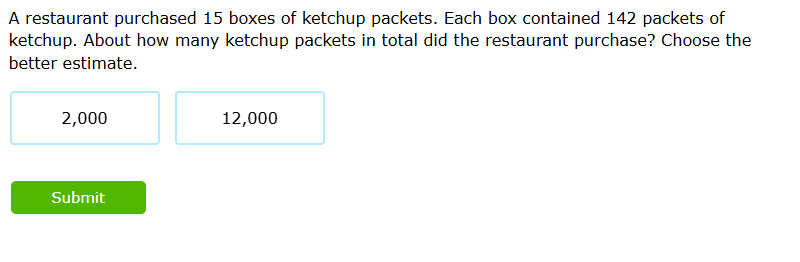 A restaurant purchased 15 boxes of ketchup packets. Each box contained 142 packets of
ketchup. About how many ketchup packets in total did the restaurant purchase? Choose the
better estimate.
2,000
12,000
Submit